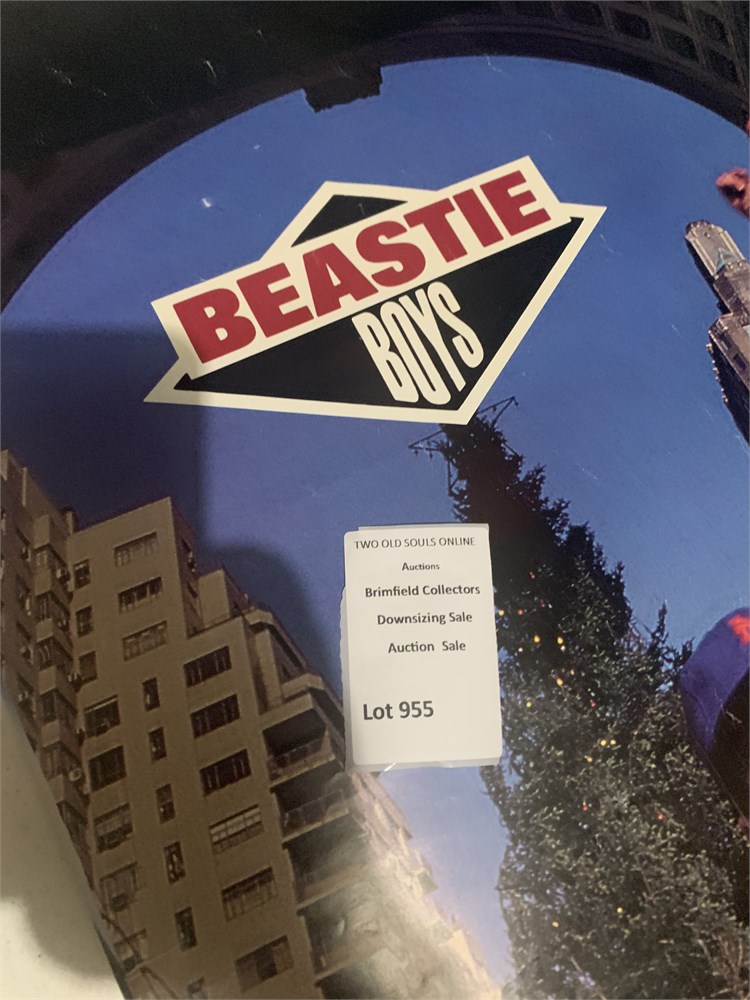 BEASTIE
BOYS
TWO OLD SOULS ONLINE
Auctions
Brimfield Collectors
Downsizing Sale
Auction Sale
Lot 955